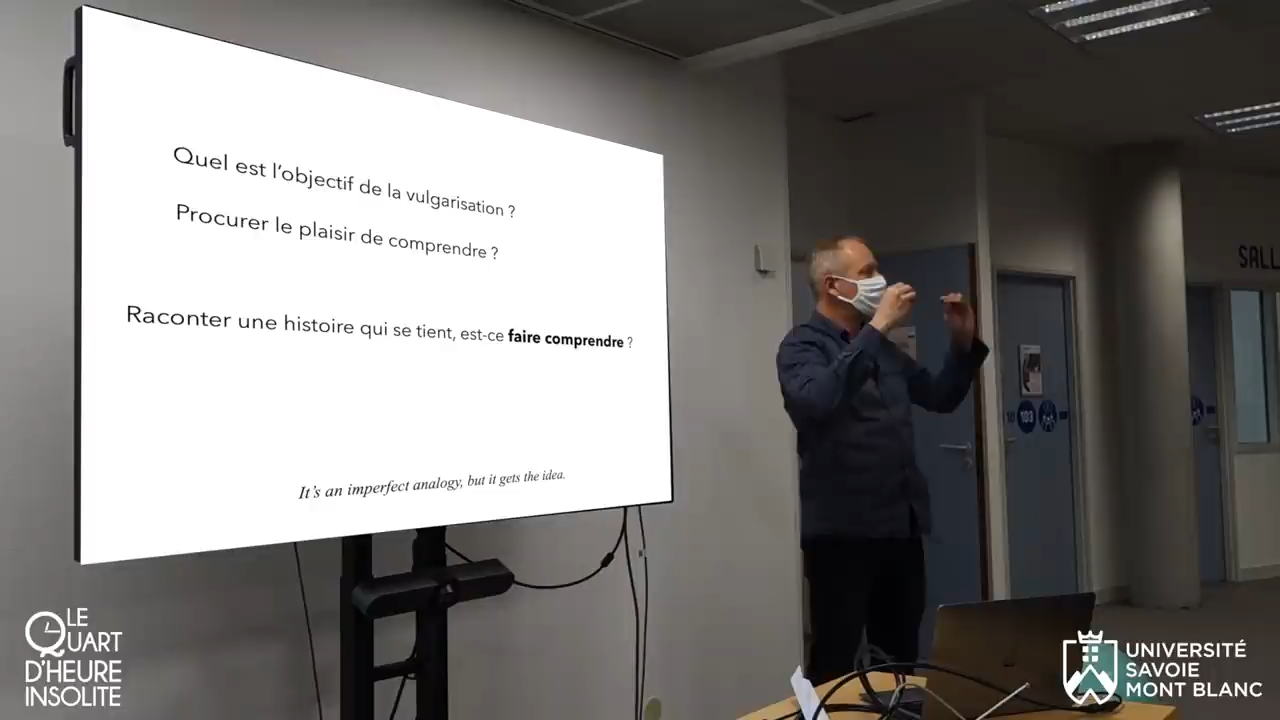 Quel est l'objectif de la vulgarisation ?
Procurer le plaisir de comprendre ?
Raconter une histoire qui se tient, est-ce faire comprendre ?
It's an imperfect analogy, but it gets the idea.
SALL
103
LE
QUART
D'HEURE
INSOLITE
UNIVERSITÉ
SAVOIE
MONT BLANC